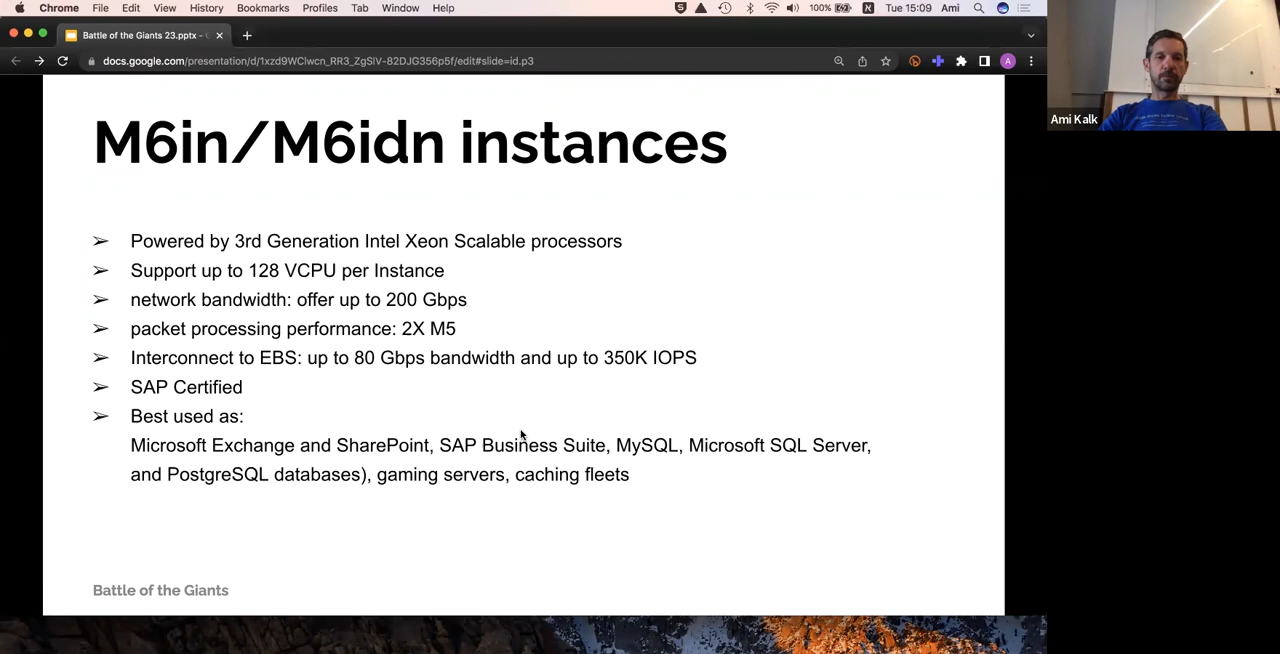 Chrome File Edit View History Bookmarks Profiles Tab Window Help 100% Tue 15:09 Ami
Battle of the Giants 23.pptx -
docs.google.com/presentation/d/1xzd9WClwcn_RR3_ZgSlV-82DJG356p5f/edit#slide=id.p3
A
M6in/M6idn instances
➢ Powered by 3rd Generation Intel Xeon Scalable processors
➢ Support up to 128 VCPU per Instance
➢ network bandwidth: offer up to 200 Gbps
➢ packet processing performance: 2X M5
➢ Interconnect to EBS: up to 80 Gbps bandwidth and up to 350K IOPS
➢ SAP Certified
➢ Best used as:
Microsoft Exchange and SharePoint, SAP Business Suite, MySQL, Microsoft SQL Server,
and PostgreSQL databases), gaming servers, caching fleets
Battle of the Giants
Ami Kalk